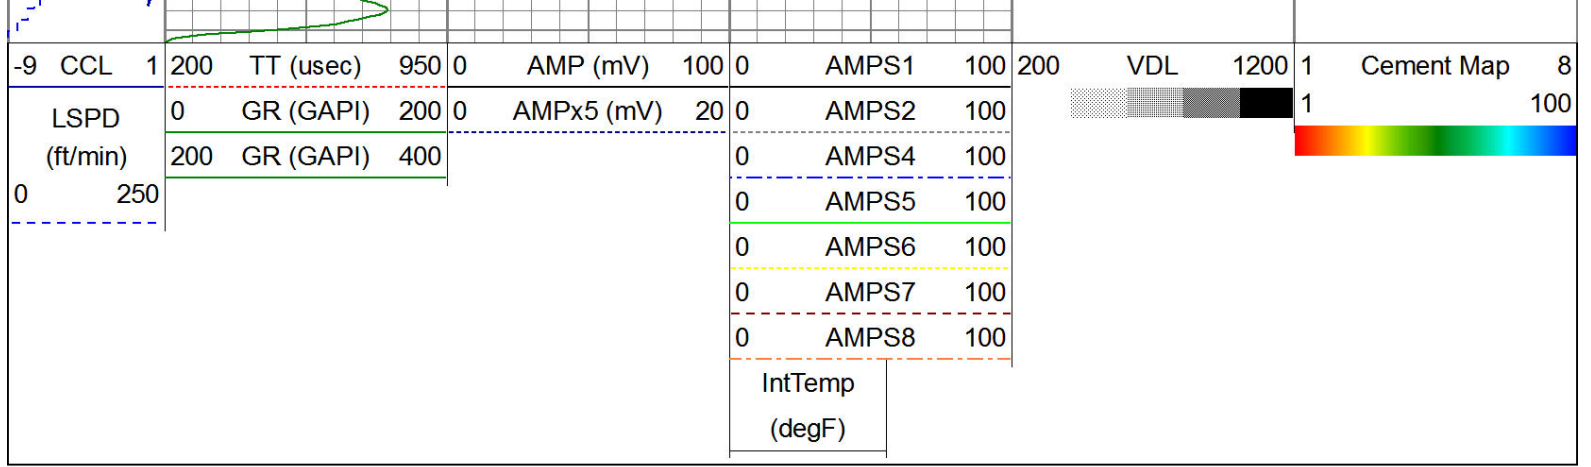 -9 CCL 1 200 TT (usec) 950 0 AMP (mV) 100 0 AMPS1 100 200 VDL 1200 1 Cement Map 8
LSPD 0 GR (GAPI) 200 0 AMPx5 (mV) 20 0 AMPS2 100 1 100
(ft/min) 200 GR (GAPI) 400 0 AMPS4 100
0 250 0 AMPS5 100
0 AMPS6 100
0 AMPS7 100
0 AMPS8 100
IntTemp
(degF)